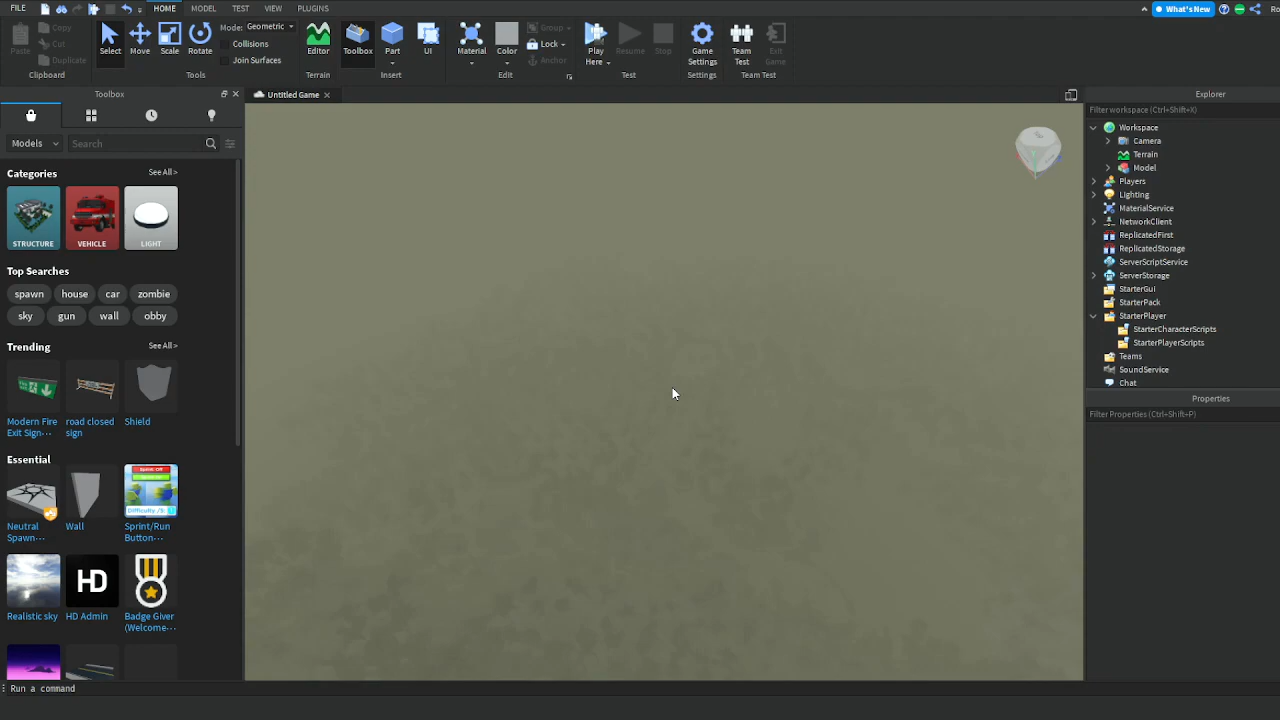 FILE HOME MODEL TEST VIEW PLUGINS What's New
Paste Copy Cut Duplicate Select Move Scale Rotate Mode: Geometric Collisions Join Surfaces Editor Toolbox Part UI Material Color Group Lock Anchor Play Here Resume Stop Game Settings Team Test Exit Game
Clipboard Tools Terrain Insert Edit Test Settings Team Test
Toolbox
Untitled Game
Explorer
Filter workspace (Ctrl+Shift+X)
Models
Search
Categories See All >
STRUCTURE VEHICLE LIGHT
Top Searches
spawn house car zombie
sky gun wall obby
Trending See All >
Modern Fire Exit Sign... road closed sign Shield
Essential
Neutral Spawn... Wall Sprint/Run Button...
Sprint: Off
HD
Realistic sky HD Admin Badge Giver (Welcome...
Workspace
Camera
Terrain
Model
Players
Lighting
MaterialService
NetworkClient
ReplicatedFirst
ReplicatedStorage
ServerScriptService
ServerStorage
StarterGui
StarterPack
StarterPlayer
StarterCharacterScripts
StarterPlayerScripts
Teams
SoundService
Chat
Properties
Filter Properties (Ctrl+Shift+P)
Run a command